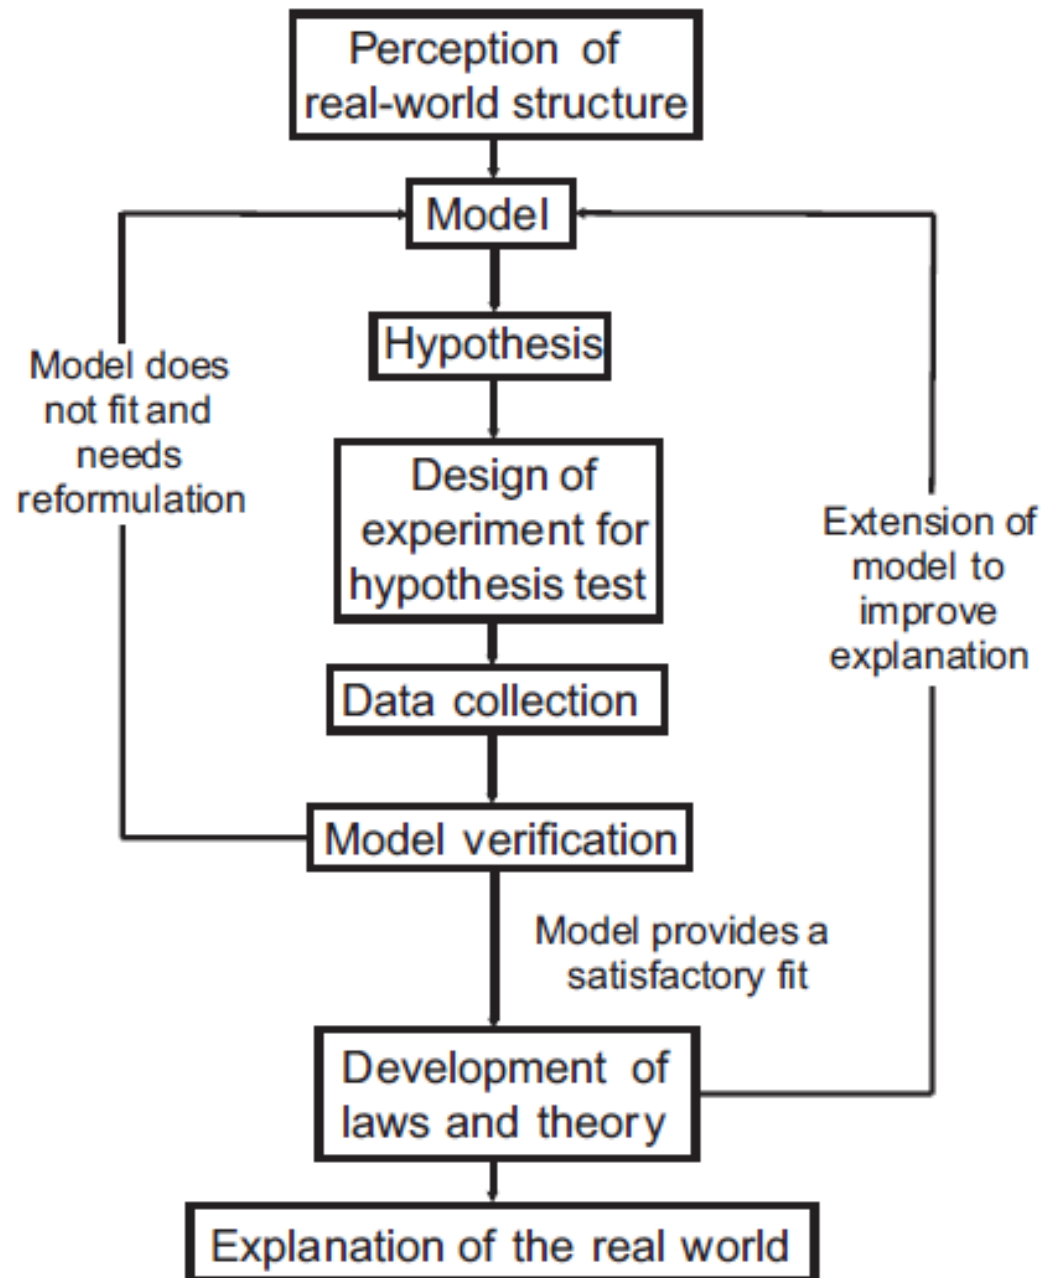 Perception of
real-world structure
Model
Hypothesis
Model does
not fit and
needs
reformulation
Design of
experiment for
hypothesis test
Extension of
model to
improve
explanation
Data collection
Model verification
Model provides a
satisfactory fit
Development of
laws and theory
Explanation of the real world